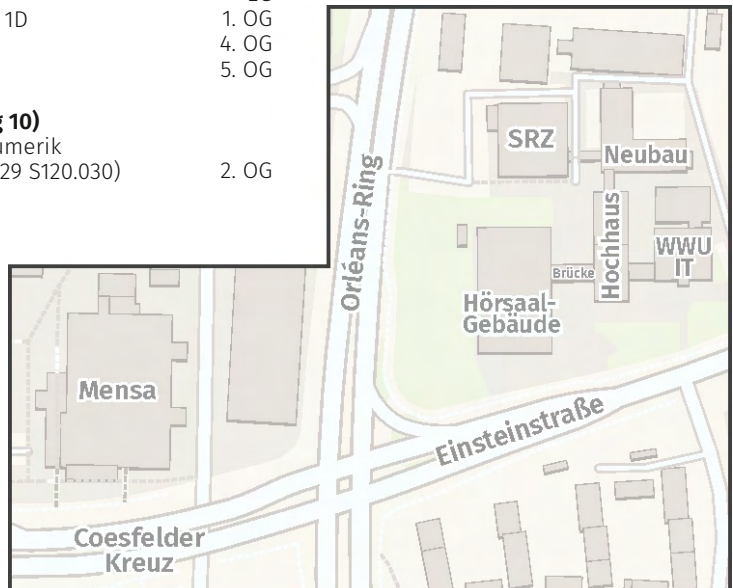 1D 1. OG
4. OG
5. OG
g 10)
umerik
29 S120.030) 2. OG
SRZ
Neubau
Orléans-Ring
Hochhaus
WWU
IT
Brücke
Hörsaal-
Gebäude
Mensa
Einsteinstraße
Coesfelder
Kreuz